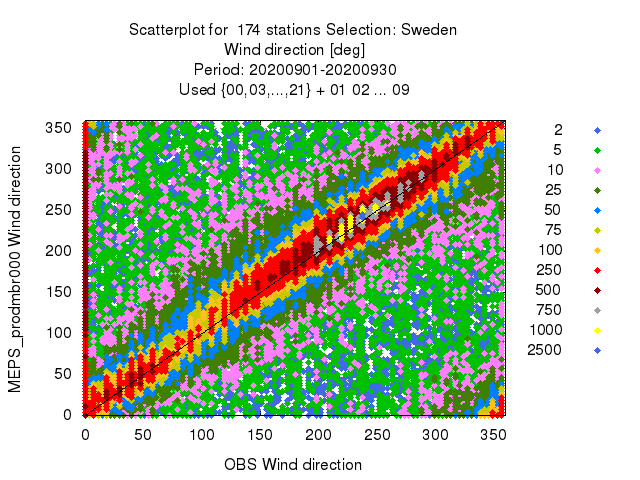 Scatterplot for 174 stations Selection: Sweden
Wind direction [deg]
Period: 20200901-20200930
Used {00,03,...,21} + 01 02 ... 09
MEPS_prodmbr000 Wind direction
350
300
250
200
150
100
50
0
0 50 100 150 200 250 300 350
OBS Wind direction
2
5
10
25
50
75
100
250
500
750
1000
2500